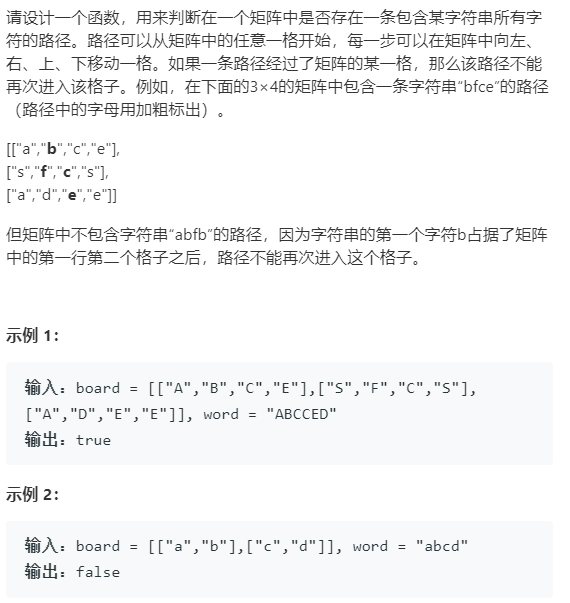 请设计一个函数，用来判断在一个矩阵中是否存在一条包含某字符串所有字
符的路径。路径可以从矩阵中的任意一格开始，每一步可以在矩阵中向左、
右、上、下移动一格。如果一条路径经过了矩阵的某一格，那么该路径不能
再次进入该格子。例如，在下面的3×4的矩阵中包含一条字符串“bfce”的路径
（路径中的字母用加粗标出）。
[["a","b","c","e"],
["s","f","c","s"],
["a","d","e","e"]]
但矩阵中不包含字符串“abfb”的路径，因为字符串的第一个字符b占据了矩阵
中的第一行第二个格子之后，路径不能再次进入这个格子。
示例 1：
输入：board = [["A","B","C","E"],["S","F","C","S"],
["A","D","E","E"]], word = "ABCCED"
输出：true
示例 2：
输入：board = [["a","b"],["c","d"]], word = "abcd"
输出：false